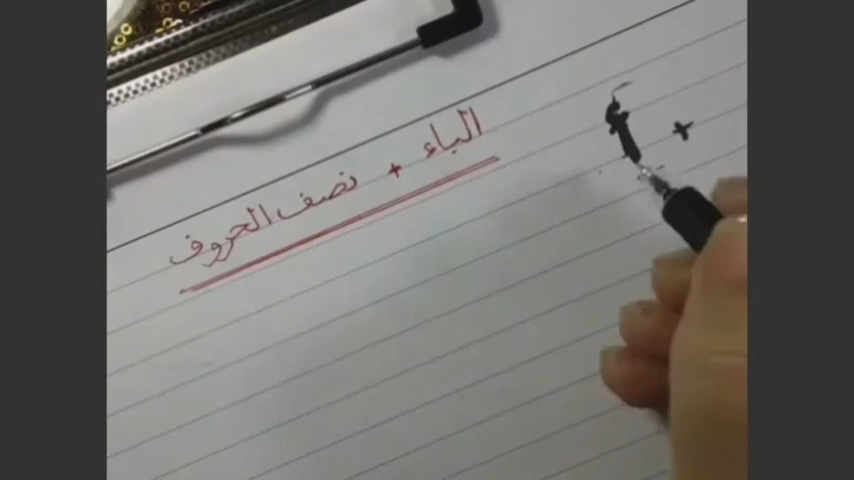 الباء + نصف الحروف
+